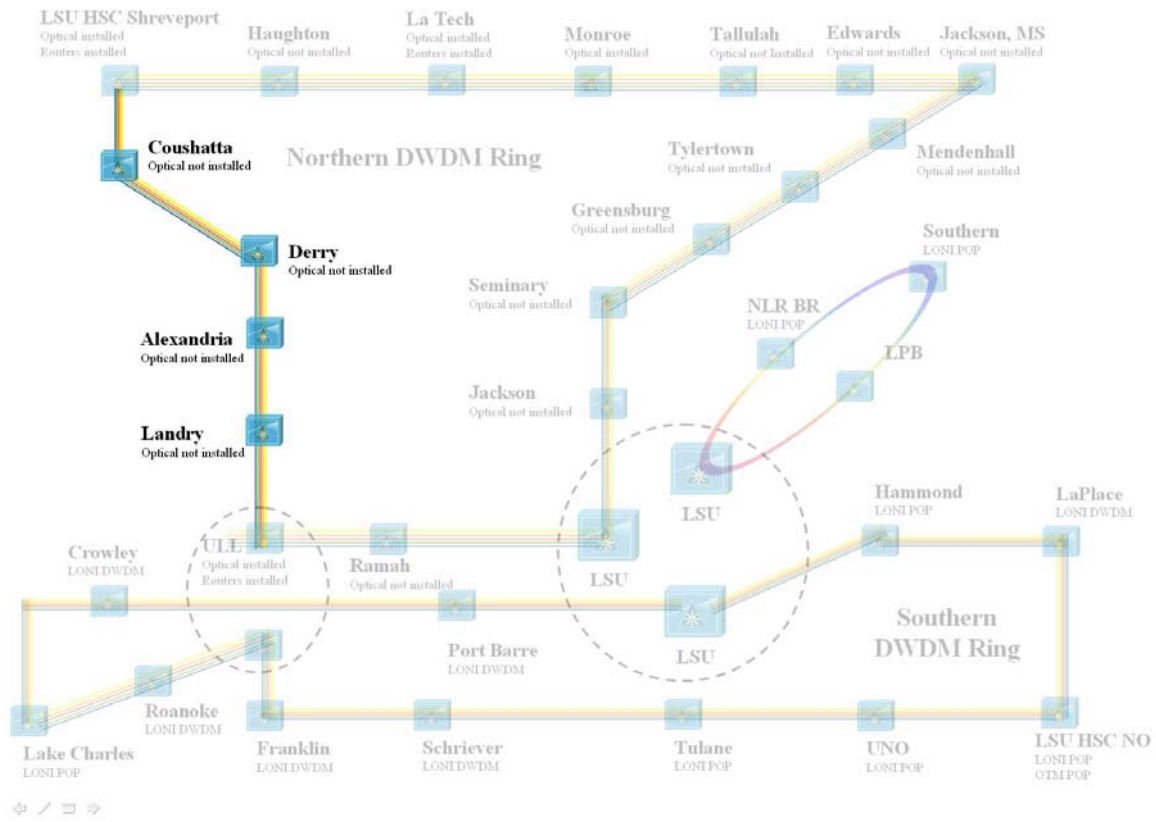 LSU HSC Shreveport
Optical installed
Routers installed
Haughton
Optical not installed
La Tech
Optical installed
Routers installed
Monroe
Optical not installed
Tallulah
Optical not Installed
Edwards
Optical not installed
Jackson, MS
Optical not installed
Coushatta
Optical not installed
Northern DWDM Ring
Tylertown
Optical not installed
Mendenhall
Optical not installed
Greensburg
Optical not installed
Southern
LONI POP
Derry
Optical not installed
Seminary
Optical not installed
NLR BR
LONI POP
Alexandria
Optical not installed
LPB
Jackson
Optical not installed
Landry
Optical not installed
LSU
Hammond
LONI POP
LaPlace
LONI DWDM
Crowley
LONI DWDM
ULL
Optical installed
Routers installed
Ramah
Optical not installed
LSU
Southern
DWDM Ring
Port Barre
LONI DWDM
LSU
Roanoke
LONI DWDM
Lake Charles
LONI POP
Franklin
LONI DWDM
Schriever
LONI DWDM
Tulane
LONI POP
UNO
LONI POP
LSU HSC NO
LONI POP
OTM POP